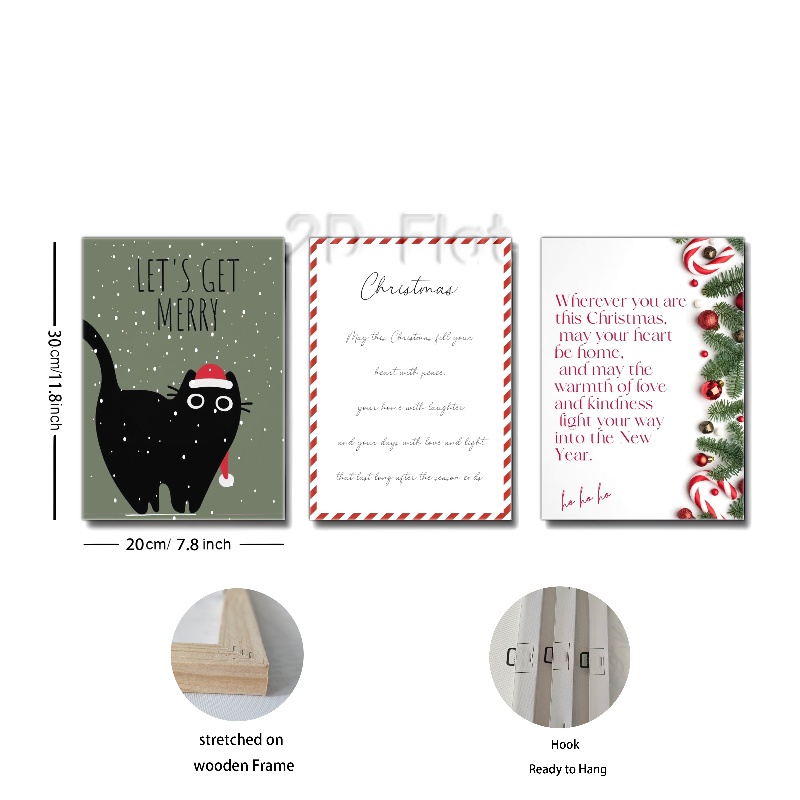 2D Flat
LET'S GET
MERRY
Christmas
May this Christmas fill your
heart with peace,
your home with laughter
and your days with love and light
that last long after the season ends
Wherever you are
this Christmas,
may your heart
be home,
and may the
warmth of love
and kindness
light your way
into the New
Year.
ho ho ho
30cm/11.8inch
20cm/ 7.8 inch
stretched on
wooden Frame
Hook
Ready to Hang